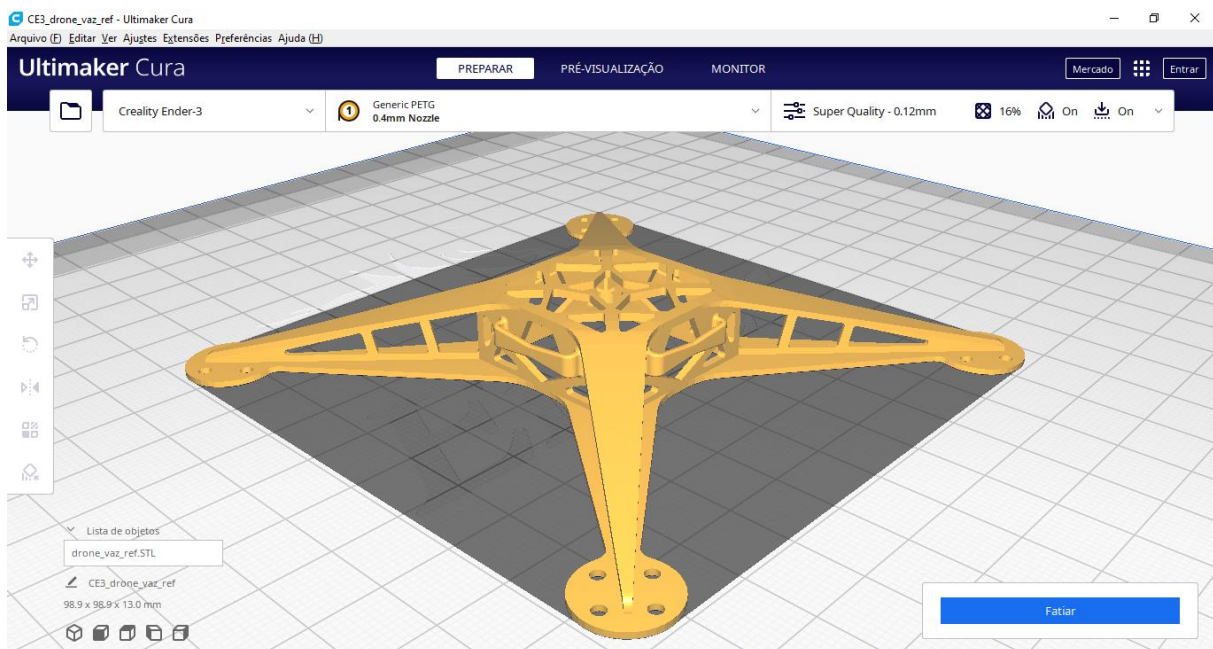 CE3_drone_vaz_ref - Ultimaker Cura
Arquivo (F) Editar Ver Ajustes Extensões Preferências Ajuda (H)
Ultimaker Cura PREPARAR PRÉ-VISUALIZAÇÃO MONITOR Mercado Entrar
Creality Ender-3
1
Generic PETG
0.4mm Nozzle
Super Quality - 0.12mm 16% On On
Lista de objetos
drone_vaz_ref.STL
CE3_drone_vaz_ref
98.9 x 98.9 x 13.0 mm
Fatiar